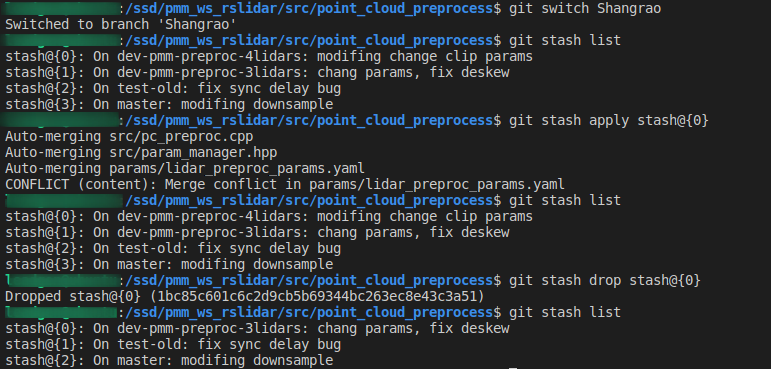 :/ssd/pmm_ws_rslidar/src/point_cloud_preprocess$ git switch Shangrao
Switched to branch 'Shangrao'
:/ssd/pmm_ws_rslidar/src/point_cloud_preprocess$ git stash list
stash@{0}: On dev-pmm-preproc-4lidars: modifing change clip params
stash@{1}: On dev-pmm-preproc-3lidars: chang params, fix deskew
stash@{2}: On test-old: fix sync delay bug
stash@{3}: On master: modifing downsample
:/ssd/pmm_ws_rslidar/src/point_cloud_preprocess$ git stash apply stash@{0}
Auto-merging src/pc_preproc.cpp
Auto-merging src/param_manager.hpp
Auto-merging params/lidar_preproc_params.yaml
CONFLICT (content): Merge conflict in params/lidar_preproc_params.yaml
:/ssd/pmm_ws_rslidar/src/point_cloud_preprocess$ git stash list
stash@{0}: On dev-pmm-preproc-4lidars: modifing change clip params
stash@{1}: On dev-pmm-preproc-3lidars: chang params, fix deskew
stash@{2}: On test-old: fix sync delay bug
stash@{3}: On master: modifing downsample
:/ssd/pmm_ws_rslidar/src/point_cloud_preprocess$ git stash drop stash@{0}
Dropped stash@{0} (1bc85c601c6c2d9cb5b69344bc263ec8e43c3a51)
:/ssd/pmm_ws_rslidar/src/point_cloud_preprocess$ git stash list
stash@{0}: On dev-pmm-preproc-3lidars: chang params, fix deskew
stash@{1}: On test-old: fix sync delay bug
stash@{2}: On master: modifing downsample